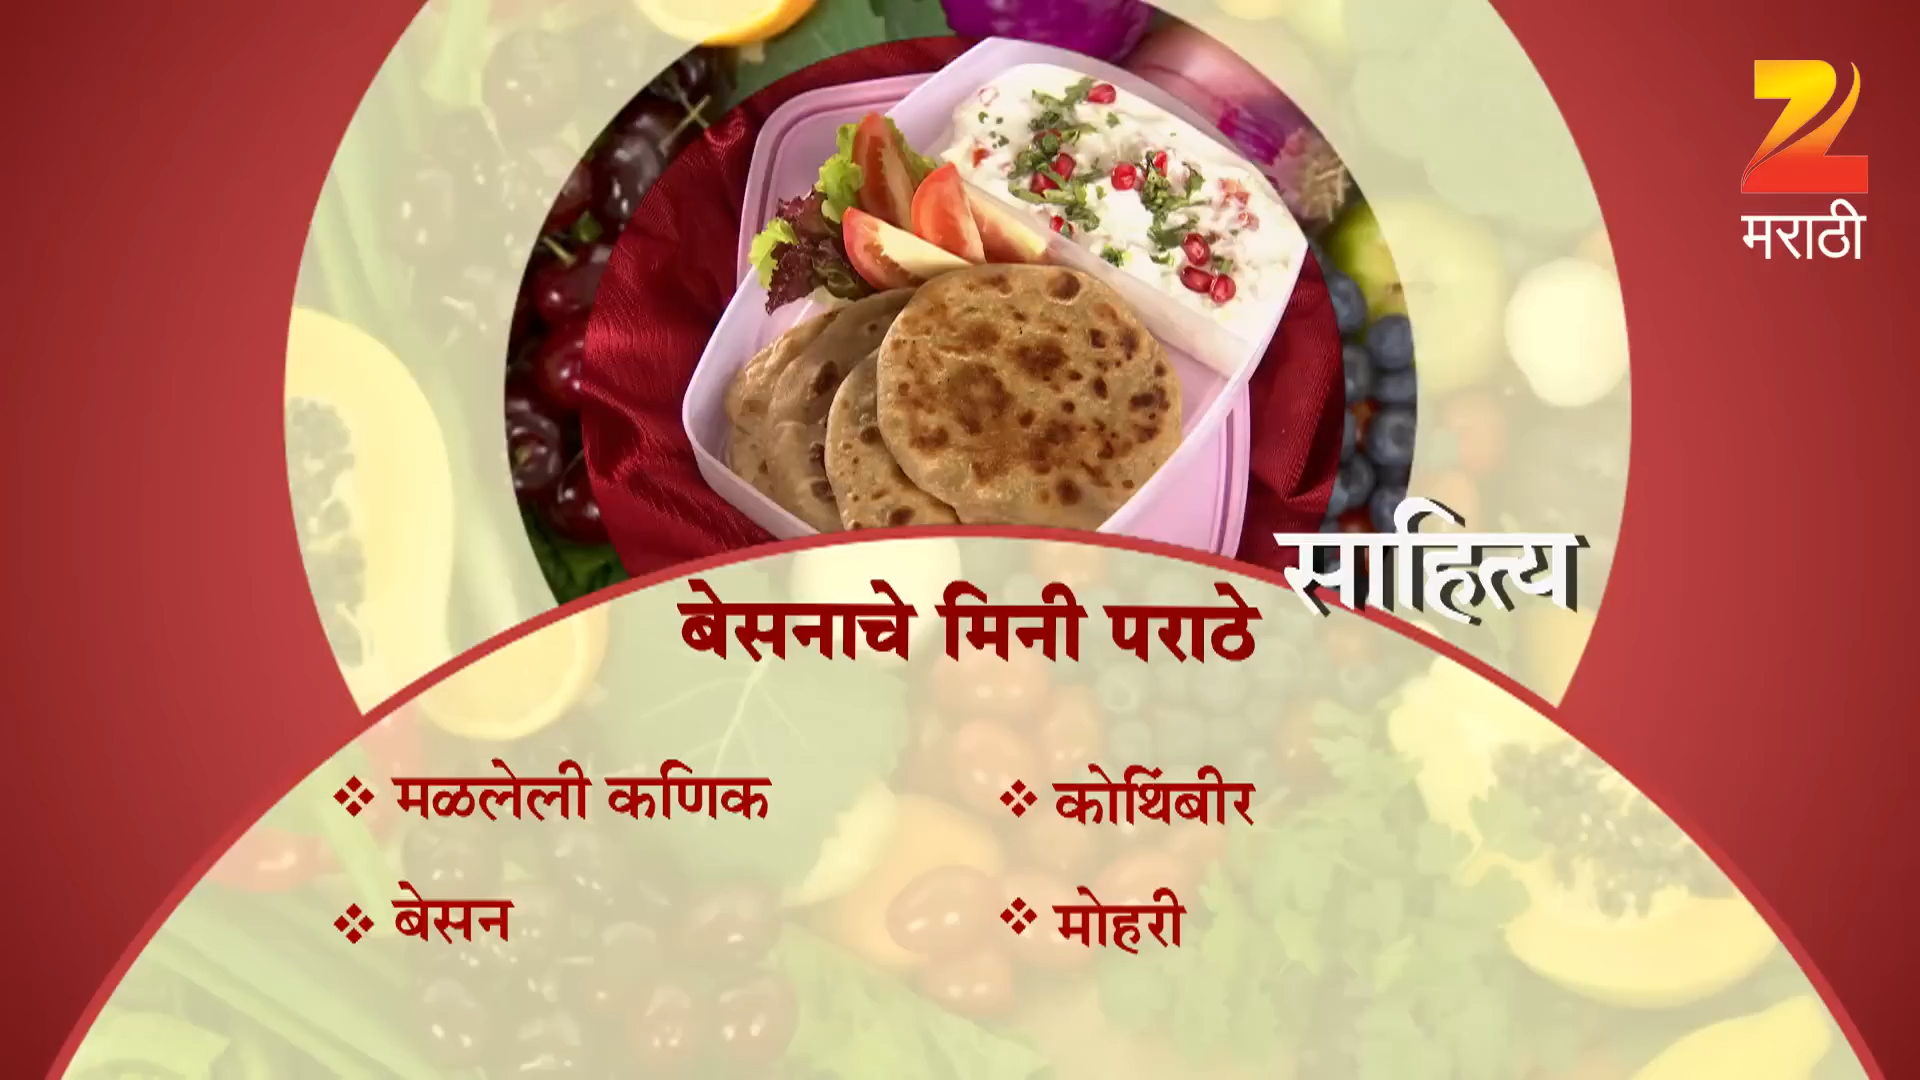 मराठी
साहित्य
बेसनाचे मिनी पराठे
❖ मळलेली कणिक
❖ कोथिंबीर
❖ बेसन
❖ मोहरी